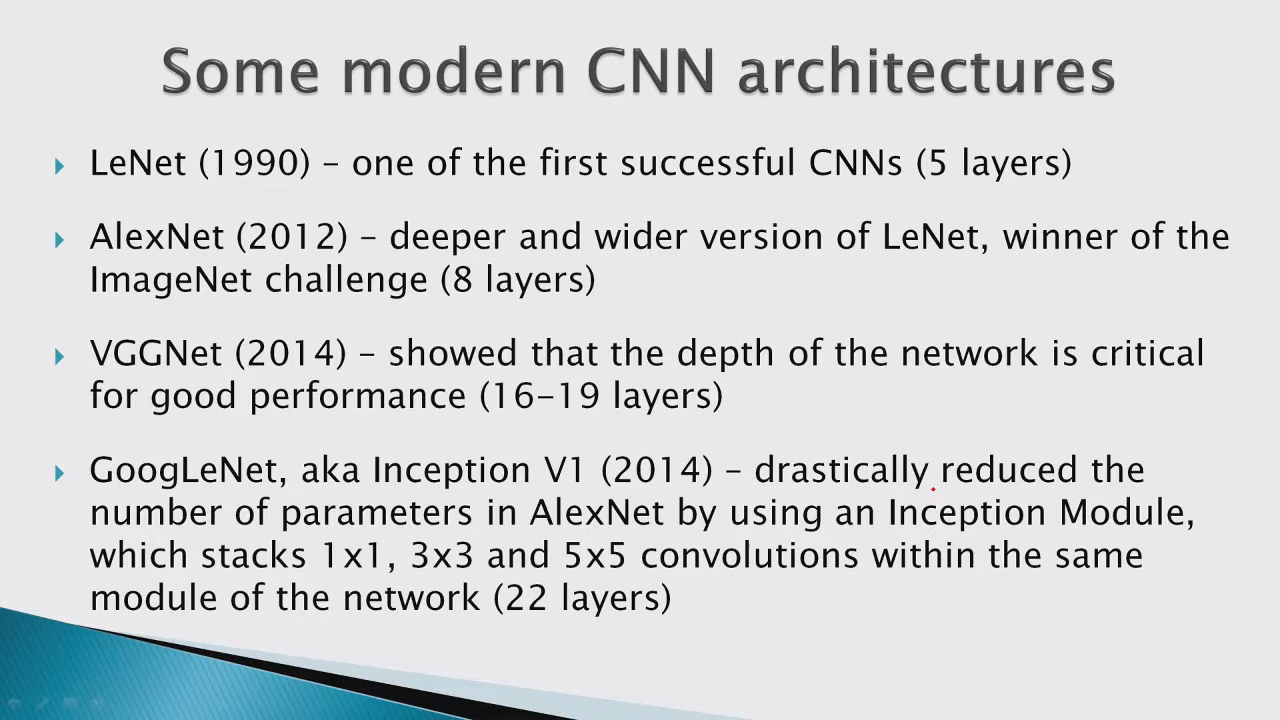 Some modern CNN architectures
LeNet (1990) – one of the first successful CNNs (5 layers)
AlexNet (2012) – deeper and wider version of LeNet, winner of the
ImageNet challenge (8 layers)
VGGNet (2014) – showed that the depth of the network is critical
for good performance (16-19 layers)
GoogLeNet, aka Inception V1 (2014) – drastically reduced the
number of parameters in AlexNet by using an Inception Module,
which stacks 1x1, 3x3 and 5x5 convolutions within the same
module of the network (22 layers)